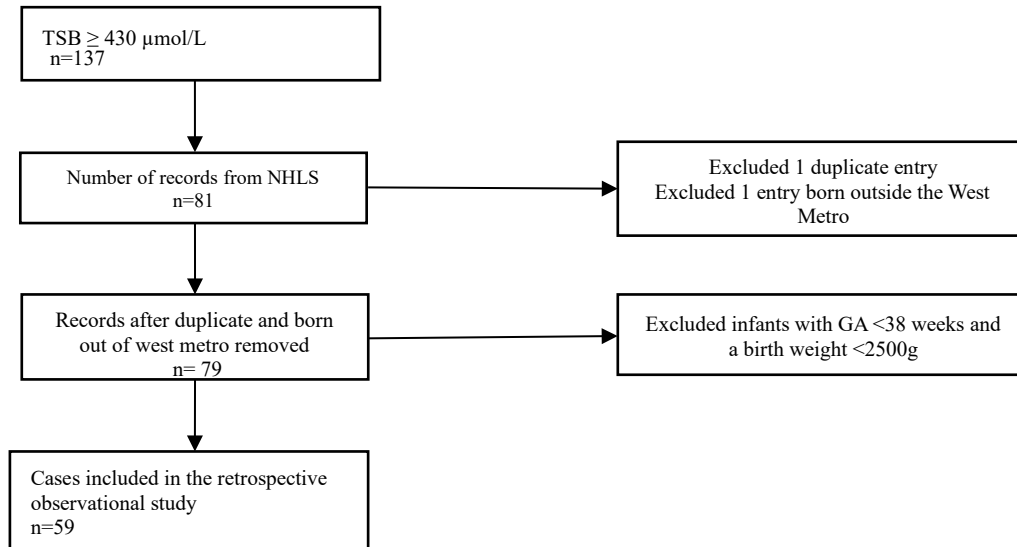 TSB ≥ 430 µmol/L
n=137
Number of records from NHLS
n=81
Excluded 1 duplicate entry
Excluded 1 entry born outside the West
Metro
Records after duplicate and born
out of west metro removed
n= 79
Excluded infants with GA <38 weeks and
a birth weight <2500g
Cases included in the retrospective
observational study
n=59